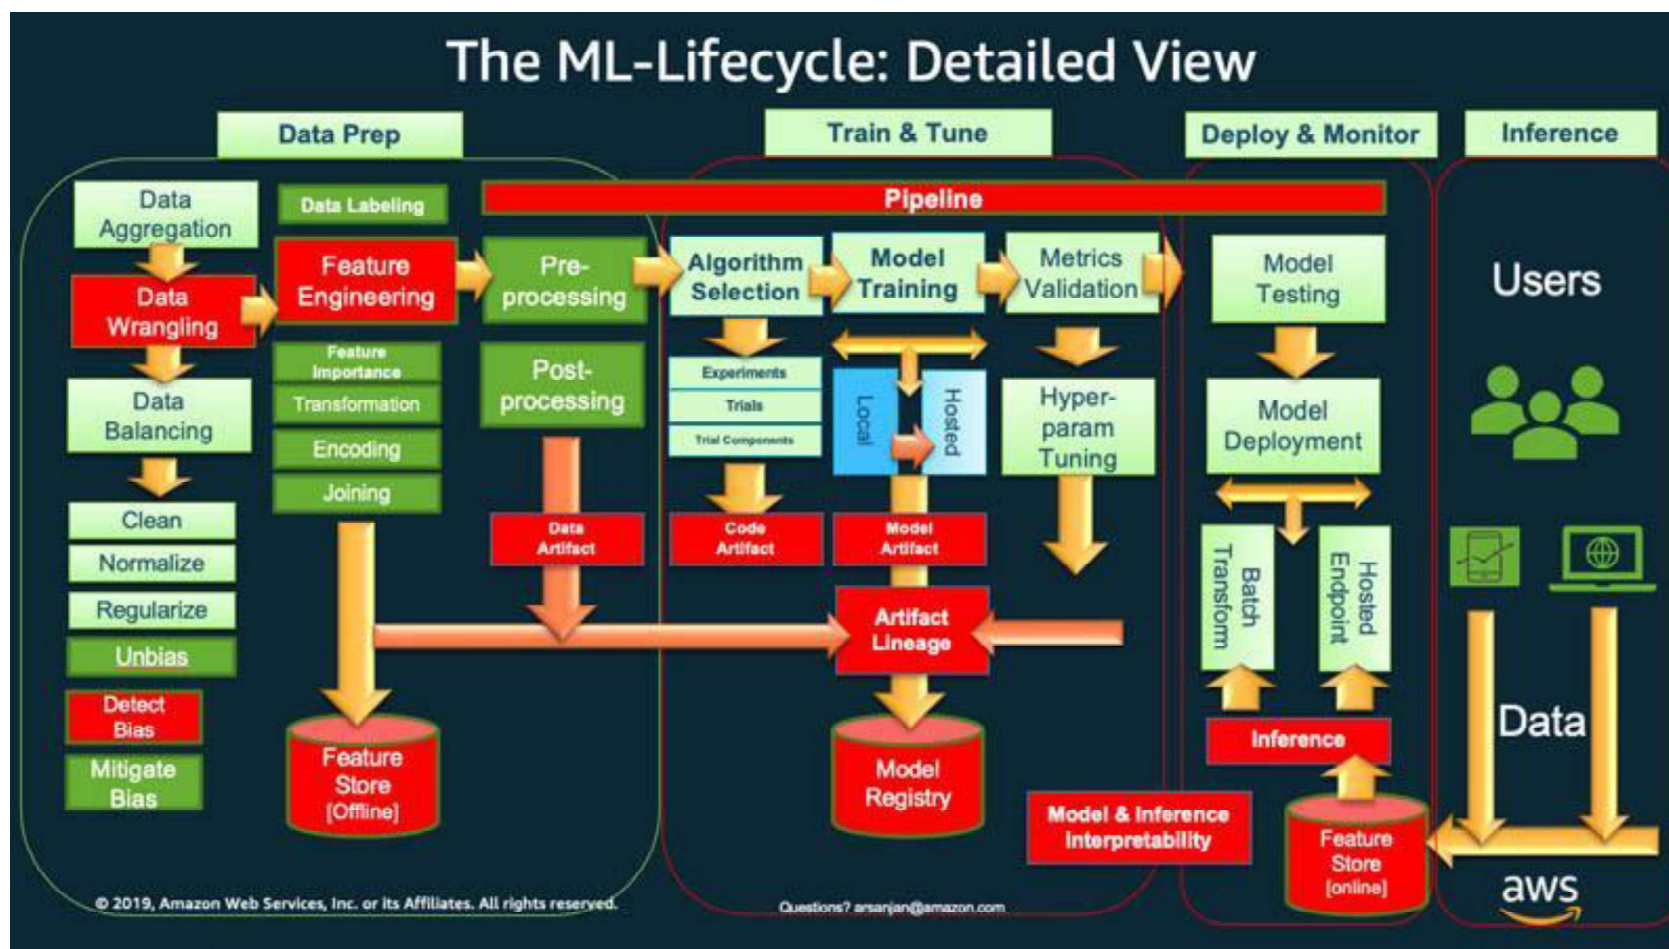 The ML-Lifecycle: Detailed View
Data Prep
Train & Tune
Deploy & Monitor
Inference
Data
Aggregation
Data Labeling
Pipeline
Data
Wrangling
Feature
Engineering
Pre-
processing
Algorithm
Selection
Model
Training
Metrics
Validation
Model
Testing
Users
Data
Balancing
Feature
Importance
Transformation
Encoding
Joining
Post-
processing
Experiments
Trials
Trial Components
Local
Hosted
Hyper-
param
Tuning
Model
Deployment
Clean
Normalize
Regularize
Unbias
Detect
Bias
Mitigate
Bias
Data
Artifact
Code
Artifact
Model
Artifact
Artifact
Lineage
Batch
Transform
Hosted
Endpoint
Inference
Data
Feature
Store
[Offline]
Model
Registry
Model & Inference
Interpretability
Feature
Store
[online]
aws
© 2019, Amazon Web Services, Inc. or its Affiliates. All rights reserved.
Questions? arsanjan@amazon.com